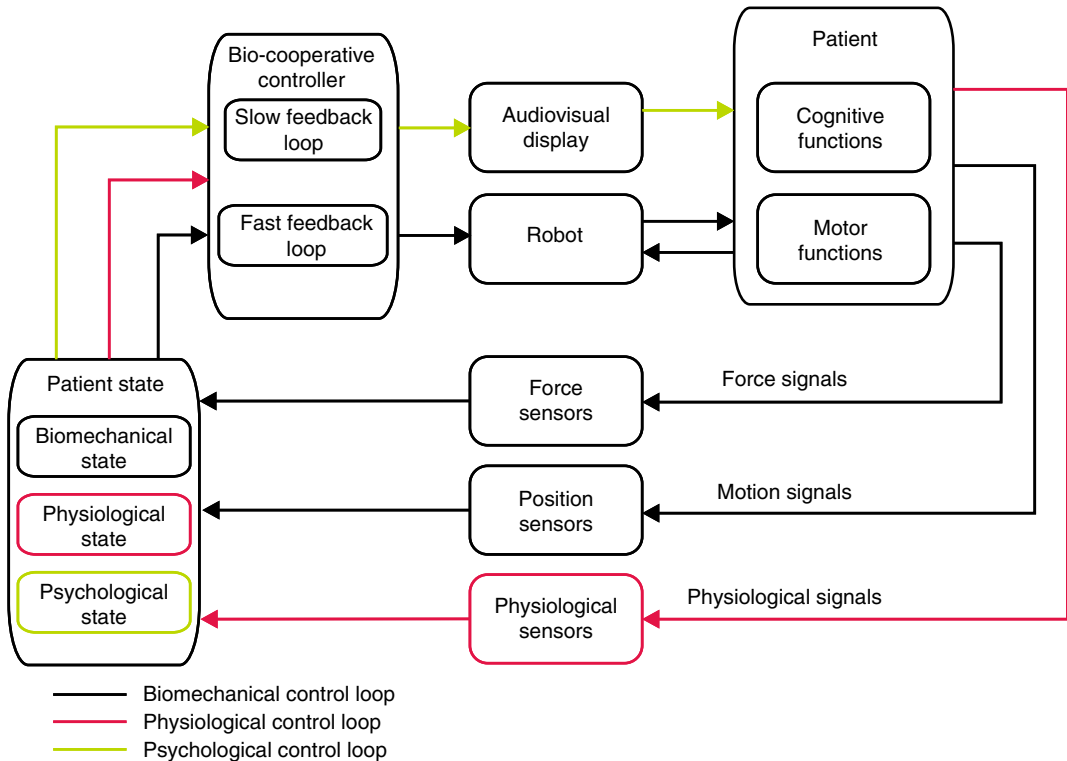 Bio-cooperative
controller
Slow feedback
loop
Fast feedback
loop
Audiovisual
display
Robot
Patient
Cognitive
functions
Motor
functions
Patient state
Biomechanical
state
Physiological
state
Psychological
state
Force
sensors
Force signals
Position
sensors
Motion signals
Physiological
sensors
Physiological signals
Biomechanical control loop
Physiological control loop
Psychological control loop